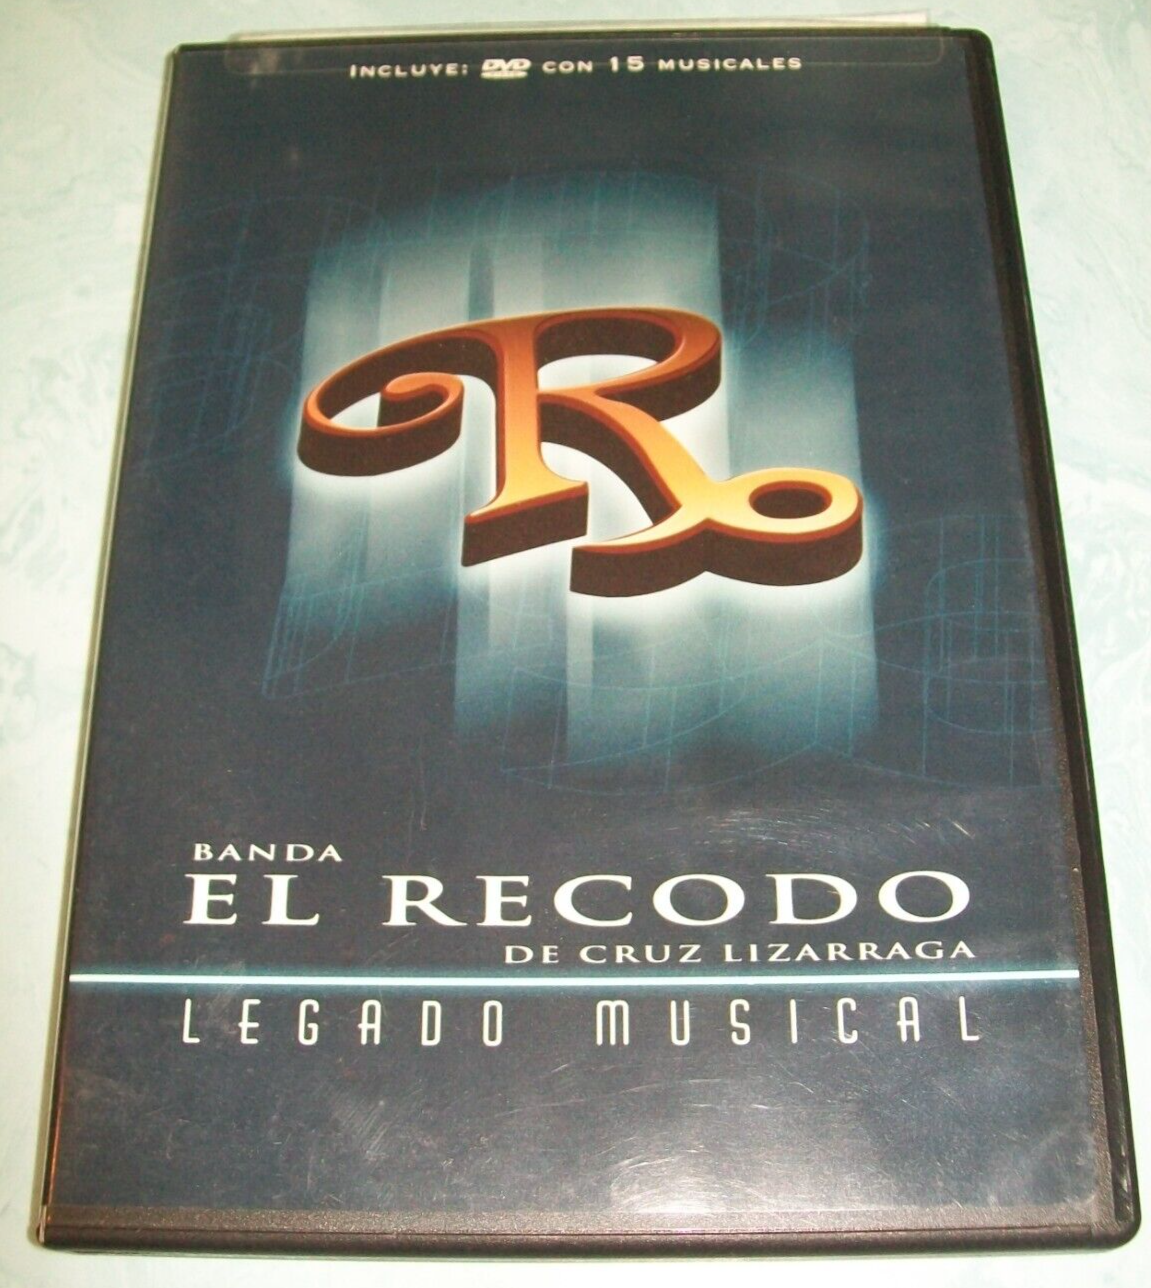 INCLUYE: DVD CON 15 MUSICALES
R
BANDA
EL RECODO
DE CRUZ LIZARRAGA
LEGADO MUSICAL